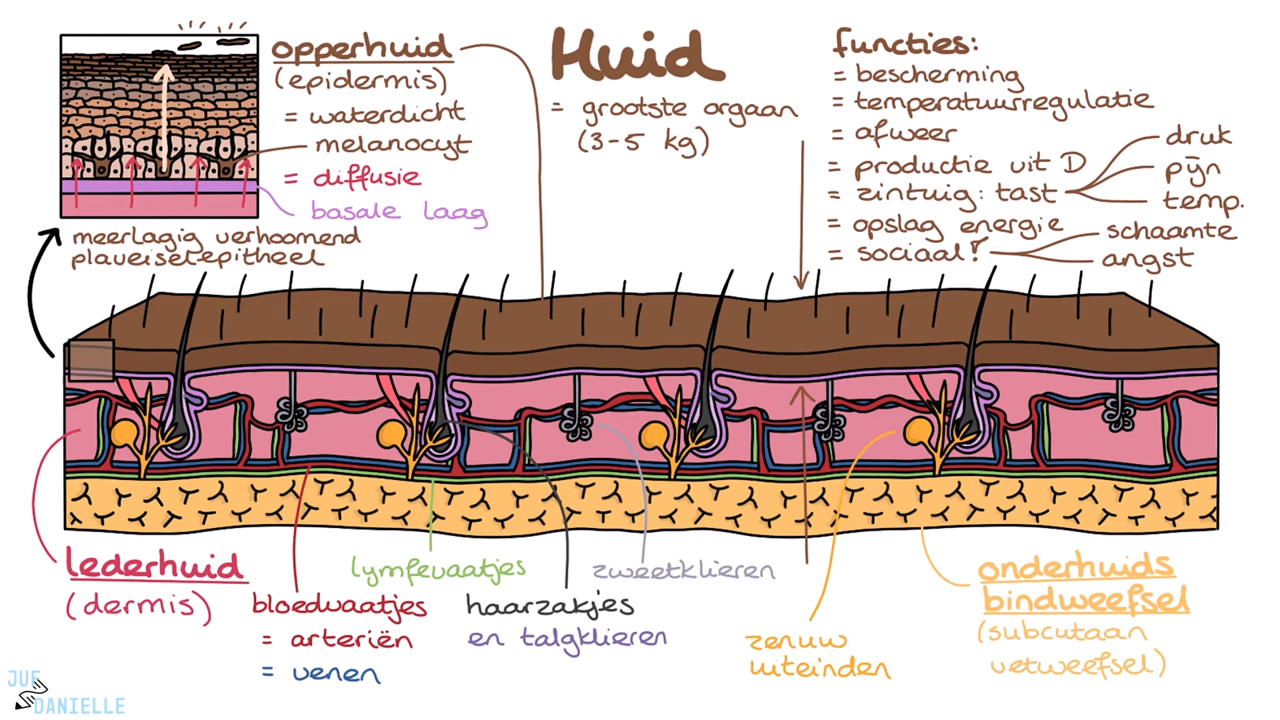 Huid
= grootste orgaan
(3-5 kg)
opperhuid
(epidermis)
= waterdicht
melanocyt
= diffusie
basale laag
meerlagig verhoornend
plaveiselepitheel
functies:
= bescherming
= temperatuurregulatie
= afweer
= productie vit D
= zintuig: tast
druk
pijn
temp.
= opslag energie
= sociaal?
schaamte
angst
lederhuid
(dermis)
bloedvaatjes
= arteriën
= venen
lymfevaatjes
haarzakjes
en talgklieren
zweetklieren
zenuw
uiteinden
onderhuids
bindweefsel
(subcutaan
vetweefsel)
JUF
DANIELLE